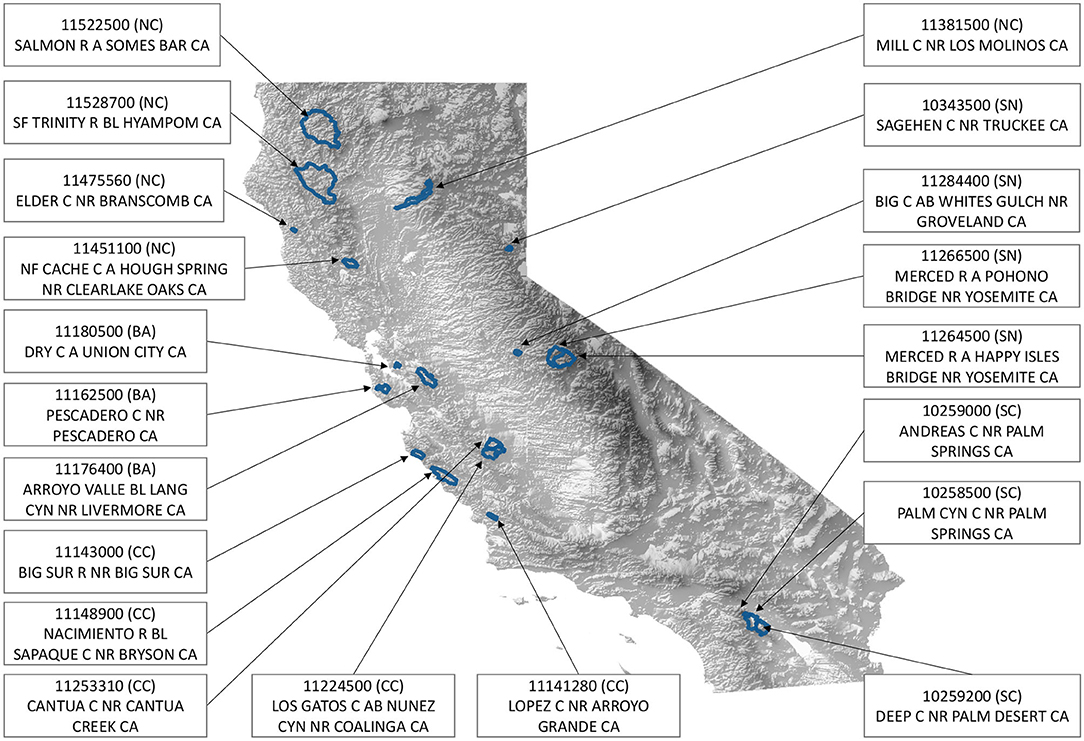 11522500 (NC)
SALMON R A SOMES BAR CA
11528700 (NC)
SF TRINITY R BL HYAMPOM CA
11475560 (NC)
ELDER C NR BRANSCOMB CA
11451100 (NC)
NF CACHE C A HOUGH SPRING
NR CLEARLAKE OAKS CA
11180500 (BA)
DRY C A UNION CITY CA
11162500 (BA)
PESCADERO C NR
PESCADERO CA
11176400 (BA)
ARROYO VALLE BL LANG
CYN NR LIVERMORE CA
11143000 (CC)
BIG SUR R NR BIG SUR CA
11148900 (CC)
NACIMIENTO R BL
SAPAQUE C NR BRYSON CA
11253310 (CC)
CANTUA C NR CANTUA
CREEK CA
11224500 (CC)
LOS GATOS C AB NUNEZ
CYN NR COALINGA CA
11141280 (CC)
LOPEZ C NR ARROYO
GRANDE CA
11381500 (NC)
MILL C NR LOS MOLINOS CA
10343500 (SN)
SAGEHEN C NR TRUCKEE CA
11284400 (SN)
BIG C AB WHITES GULCH NR
GROVELAND CA
11266500 (SN)
MERCED R A POHONO
BRIDGE NR YOSEMITE CA
11264500 (SN)
MERCED R A HAPPY ISLES
BRIDGE NR YOSEMITE CA
10259000 (SC)
ANDREAS C NR PALM
SPRINGS CA
10258500 (SC)
PALM CYN C NR PALM
SPRINGS CA
10259200 (SC)
DEEP C NR PALM DESERT CA